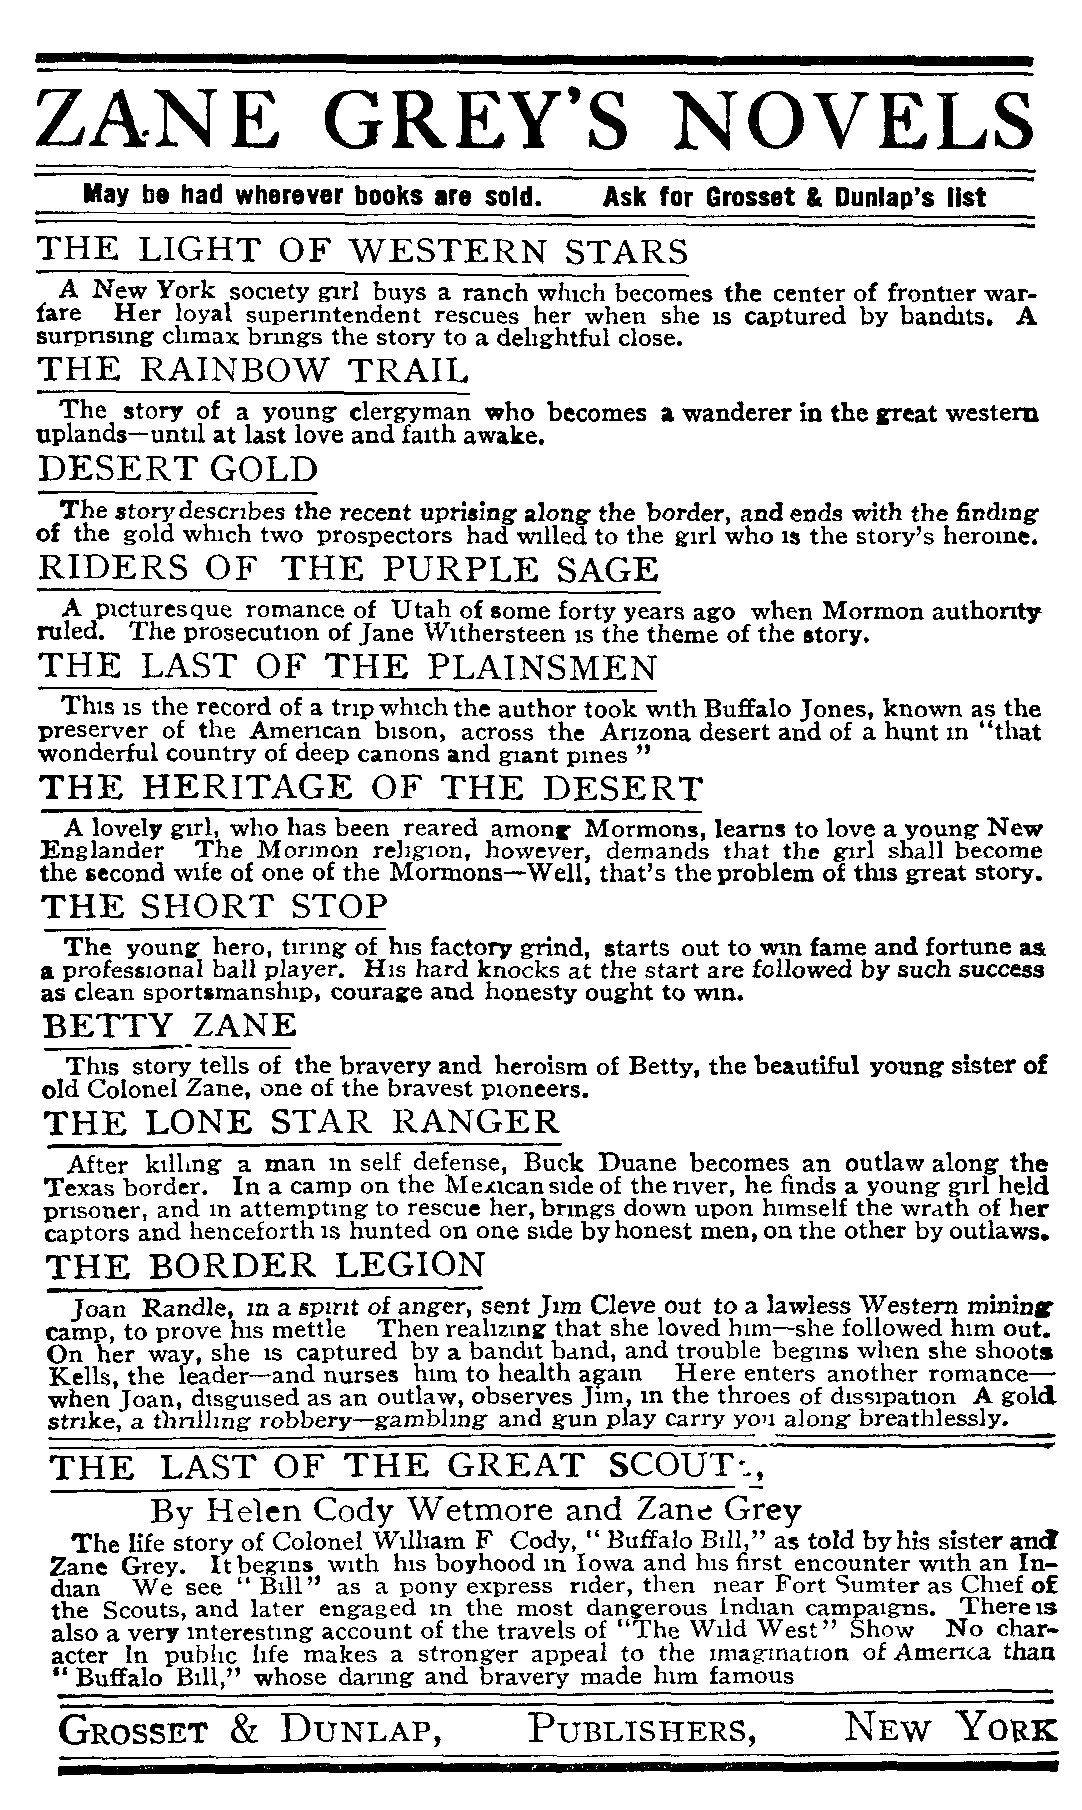 ZANE GREY'S NOVELS
May be had wherever books are sold. Ask for Grosset & Dunlap's list
THE LIGHT OF WESTERN STARS
A New York society girl buys a ranch which becomes the center of frontier war-
fare Her loyal superintendent rescues her when she is captured by bandits. A
surprising climax brings the story to a delightful close.
THE RAINBOW TRAIL
The story of a young clergyman who becomes a wanderer in the great western
uplands—until at last love and faith awake.
DESERT GOLD
The story describes the recent uprising along the border, and ends with the finding
of the gold which two prospectors had willed to the girl who is the story's heroine.
RIDERS OF THE PURPLE SAGE
A picturesque romance of Utah of some forty years ago when Mormon authority
ruled. The prosecution of Jane Withersteen is the theme of the story.
THE LAST OF THE PLAINSMEN
This is the record of a trip which the author took with Buffalo Jones, known as the
preserver of the American bison, across the Arizona desert and of a hunt in "that
wonderful country of deep canons and giant pines"
THE HERITAGE OF THE DESERT
A lovely girl, who has been reared among Mormons, learns to love a young New
Englander The Mormon religion, however, demands that the girl shall become
the second wife of one of the Mormons—Well, that's the problem of this great story.
THE SHORT STOP
The young hero, tiring of his factory grind, starts out to win fame and fortune as
a professional ball player. His hard knocks at the start are followed by such success
as clean sportsmanship, courage and honesty ought to win.
BETTY ZANE
This story tells of the bravery and heroism of Betty, the beautiful young sister of
old Colonel Zane, one of the bravest pioneers.
THE LONE STAR RANGER
After killing a man in self defense, Buck Duane becomes an outlaw along the
Texas border. In a camp on the Mexican side of the river, he finds a young girl held
prisoner, and in attempting to rescue her, brings down upon himself the wrath of her
captors and henceforth is hunted on one side by honest men, on the other by outlaws.
THE BORDER LEGION
Joan Randle, in a spirit of anger, sent Jim Cleve out to a lawless Western mining
camp, to prove his mettle Then realizing that she loved him—she followed him out.
On her way, she is captured by a bandit band, and trouble begins when she shoots
Kells, the leader—and nurses him to health again Here enters another romance—
when Joan, disguised as an outlaw, observes Jim, in the throes of dissipation A gold
strike, a thrilling robbery—gambling and gun play carry you along breathlessly.
THE LAST OF THE GREAT SCOUTS,
By Helen Cody Wetmore and Zane Grey
The life story of Colonel William F Cody, "Buffalo Bill," as told by his sister and
Zane Grey. It begins with his boyhood in Iowa and his first encounter with an In-
dian We see "Bill" as a pony express rider, then near Fort Sumter as Chief of
the Scouts, and later engaged in the most dangerous Indian campaigns. There is
also a very interesting account of the travels of "The Wild West" Show No char-
acter in public life makes a stronger appeal to the imagination of America than
"Buffalo Bill," whose daring and bravery made him famous
GROSSET & DUNLAP, PUBLISHERS, NEW YORK